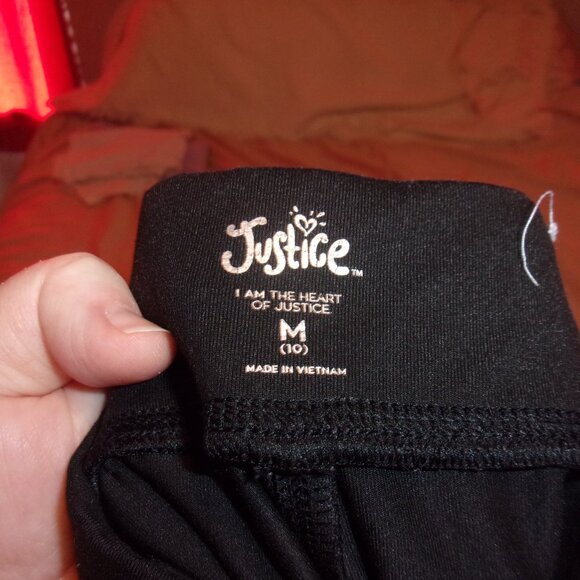 Justice™
I AM THE HEART
OF JUSTICE
M
(10)
MADE IN VIETNAM